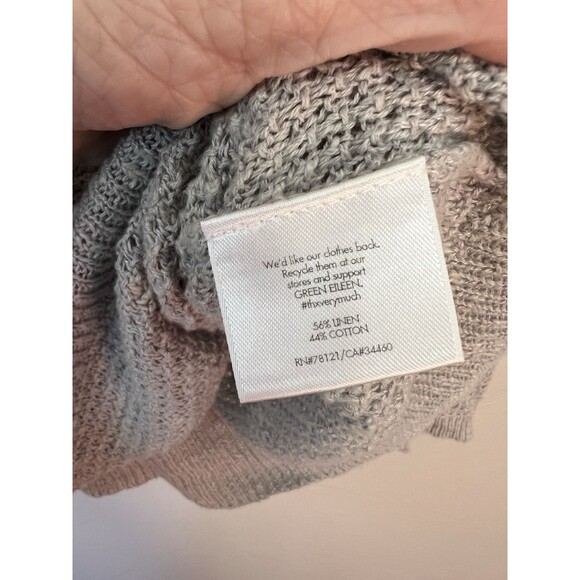 We'd like our clothes back.
Recycle them at our
stores and support
GREEN EILEEN.
#thxverymuch
56% LINEN
44% COTTON
RN#78121/CA#34460